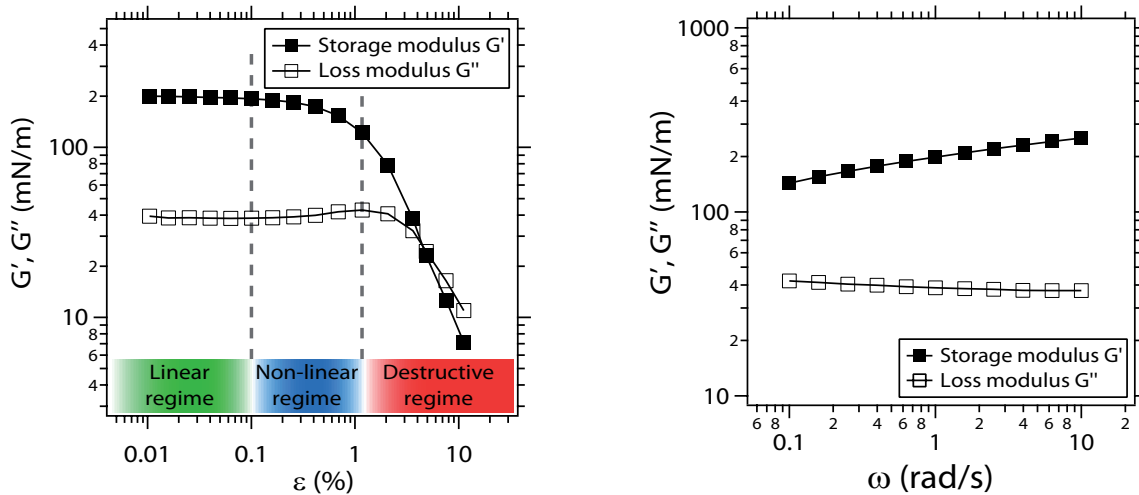 Storage modulus G'
Loss modulus G"
G', G" (mN/m)
4
2
100
8
6
4
2
10
8
6
4
Linear
regime
Non-linear
regime
Destructive
regime
0.01
0.1
1
10
ε (%)
G', G" (mN/m)
1000
8
6
4
2
100
8
6
4
2
10
Storage modulus G'
Loss modulus G"
6
8
0.1
2
4
6
8
1
2
4
6
8
10
2
ω (rad/s)